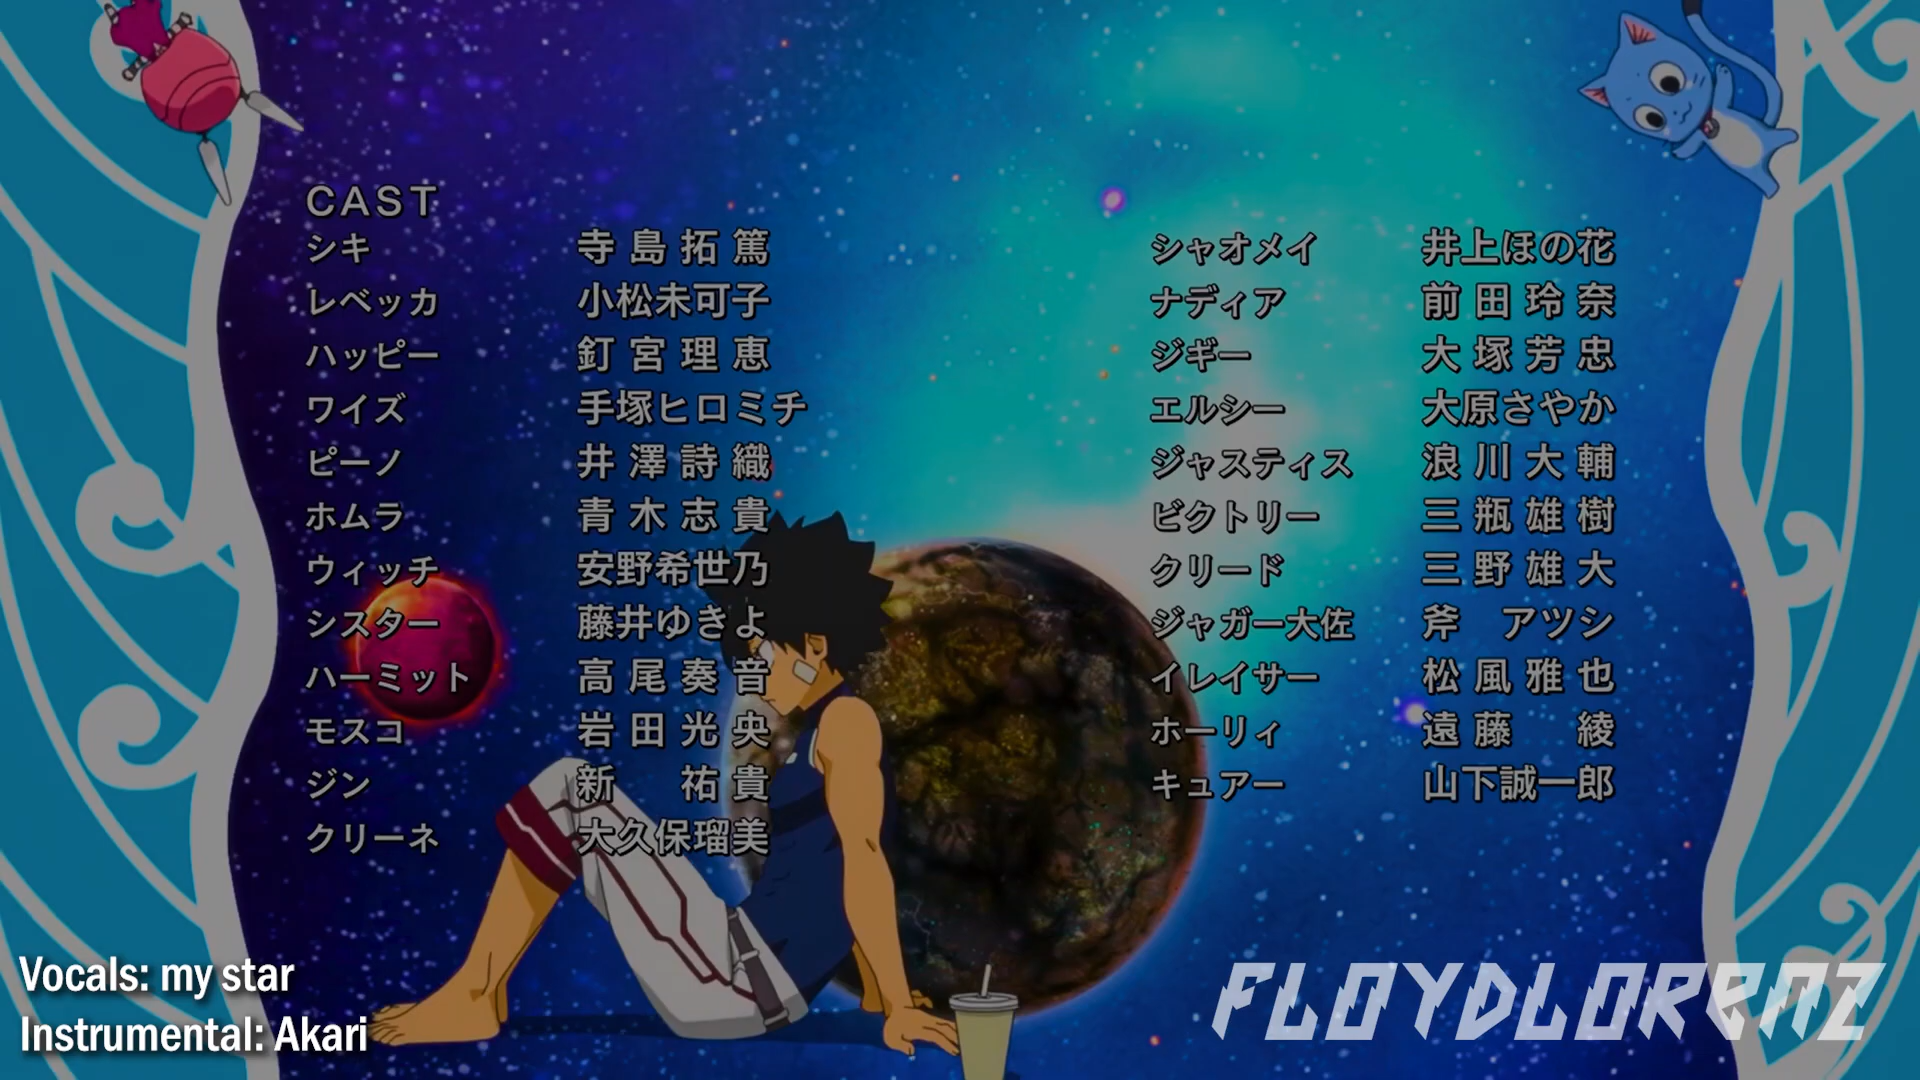 CAST
シキ 寺島拓篤
レベッカ 小松未可子
ハッピー 釘宮理恵
ワイズ 手塚ヒロミチ
ピーノ 井澤詩織
ホムラ 青木志貴
ウィッチ 安野希世乃
シスター 藤井ゆきよ
ハーミット 高尾奏音
モスコ 岩田光央
ジン 新 祐貴
クリーネ 大久保瑠美
シャオメイ 井上ほの花
ナディア 前田玲奈
ジギー 大塚芳忠
エルシー 大原さやか
ジャスティス 浪川大輔
ビクトリー 三瓶雄樹
クリード 三野雄大
ジャガー大佐 斧 アツシ
イレイサー 松風雅也
ホーリィ 遠藤 綾
キュアー 山下誠一郎
Vocals: my star
Instrumental: Akari
FLOYDLORENZ